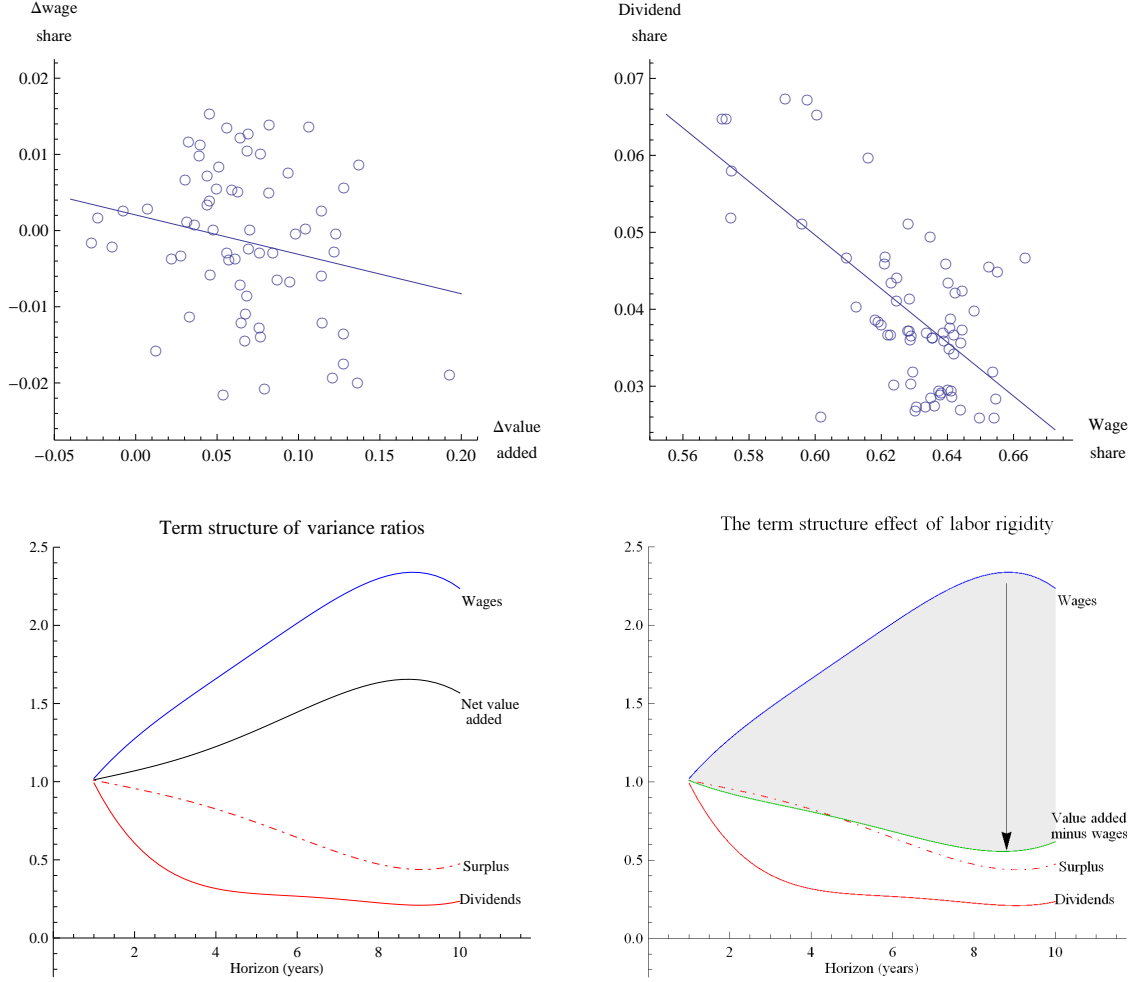 Δwage
share
0.02
0.01
0.00
−0.01
−0.02
−0.05
0.00
0.05
0.10
0.15
0.20
Δvalue
added
Dividend
share
0.07
0.06
0.05
0.04
0.03
0.56
0.58
0.60
0.62
0.64
0.66
Wage
share
Term structure of variance ratios
2.5
2.0
1.5
1.0
0.5
0.0
2
4
6
8
10
Horizon (years)
Wages
Net value
added
Surplus
Dividends
The term structure effect of labor rigidity
2.5
2.0
1.5
1.0
0.5
0.0
2
4
6
8
10
Horizon (years)
Wages
Value added
minus wages
Surplus
Dividends